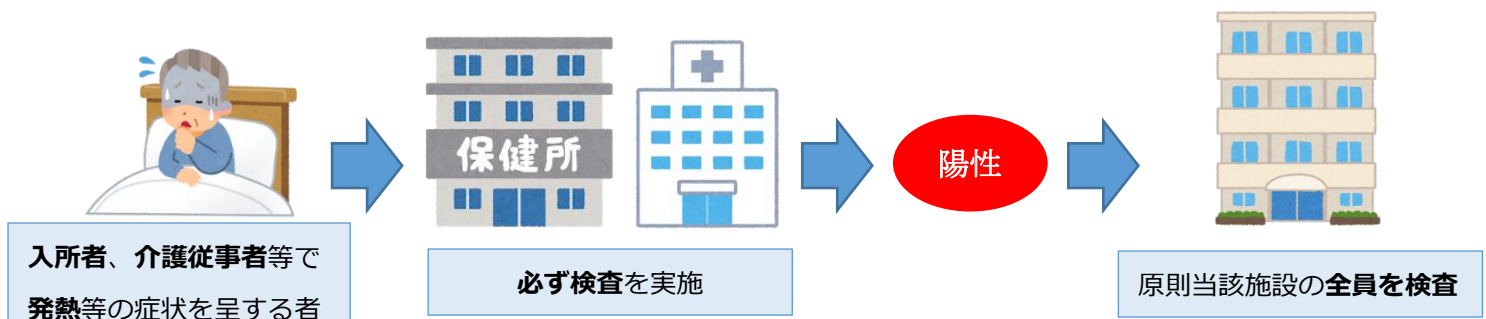 保健所
陽性
入所者、介護従事者等で
発熱等の症状を呈する者
必ず検査を実施
原則当該施設の全員を検査